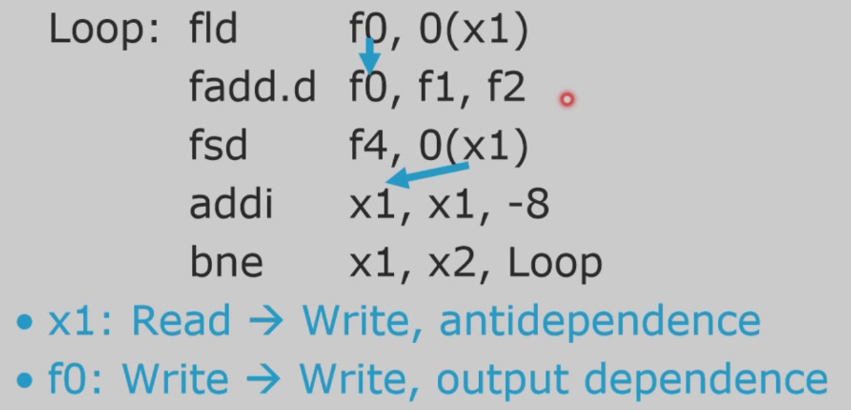 Loop: fld f0, 0(x1)
fadd.d f0, f1, f2
fsd f4, 0(x1)
addi x1, x1, -8
bne x1, x2, Loop
• x1: Read → Write, antidependence
• f0: Write → Write, output dependence